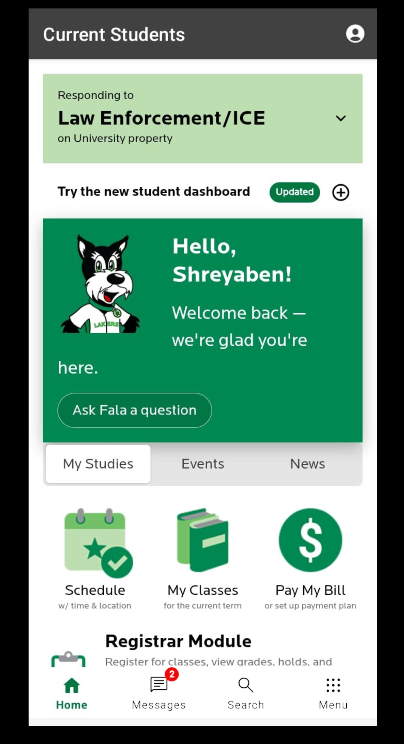 Current Students
Responding to
Law Enforcement/ICE
on University property
Try the new student dashboard Updated
Hello,
Shreyaben!
Welcome back —
we're glad you're
here.
LAKERS
Ask Fala a question
My Studies Events News
Schedule My Classes Pay My Bill
w/ time & location for the current term or set up payment plan
Registrar Module
Register for classes, view grades, holds, and
2
Home Messages Search Menu